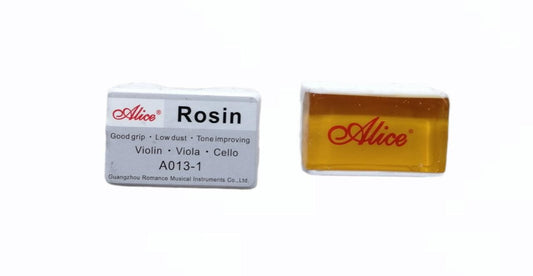 Alice® Rosin
Good grip · Low dust · Tone improving
Violin · Viola · Cello
A013-1
Guangzhou Romance Musical Instruments Co.,Ltd.
Alice®